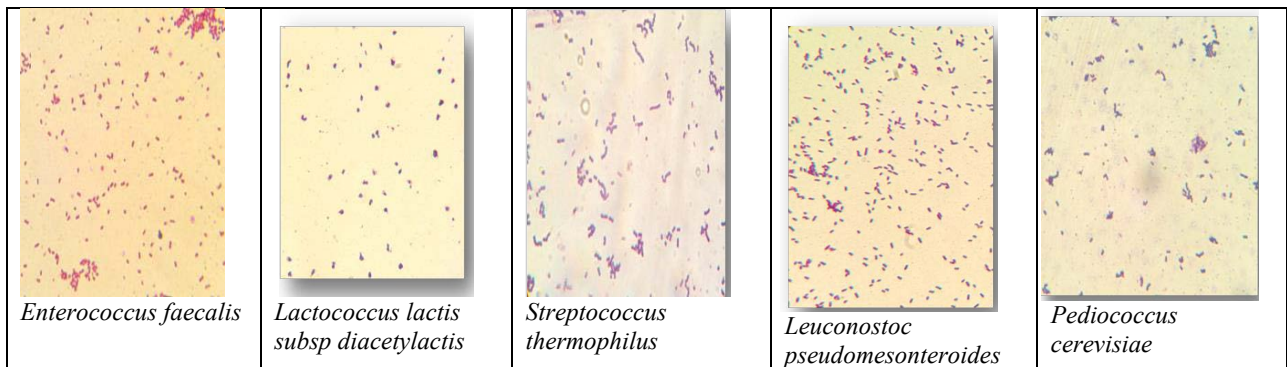 Enterococcus faecalis
Lactococcus lactis
subsp diacetylactis
Streptococcus
thermophilus
Leuconostoc
pseudomesonteroides
Pediococcus
cerevisiae